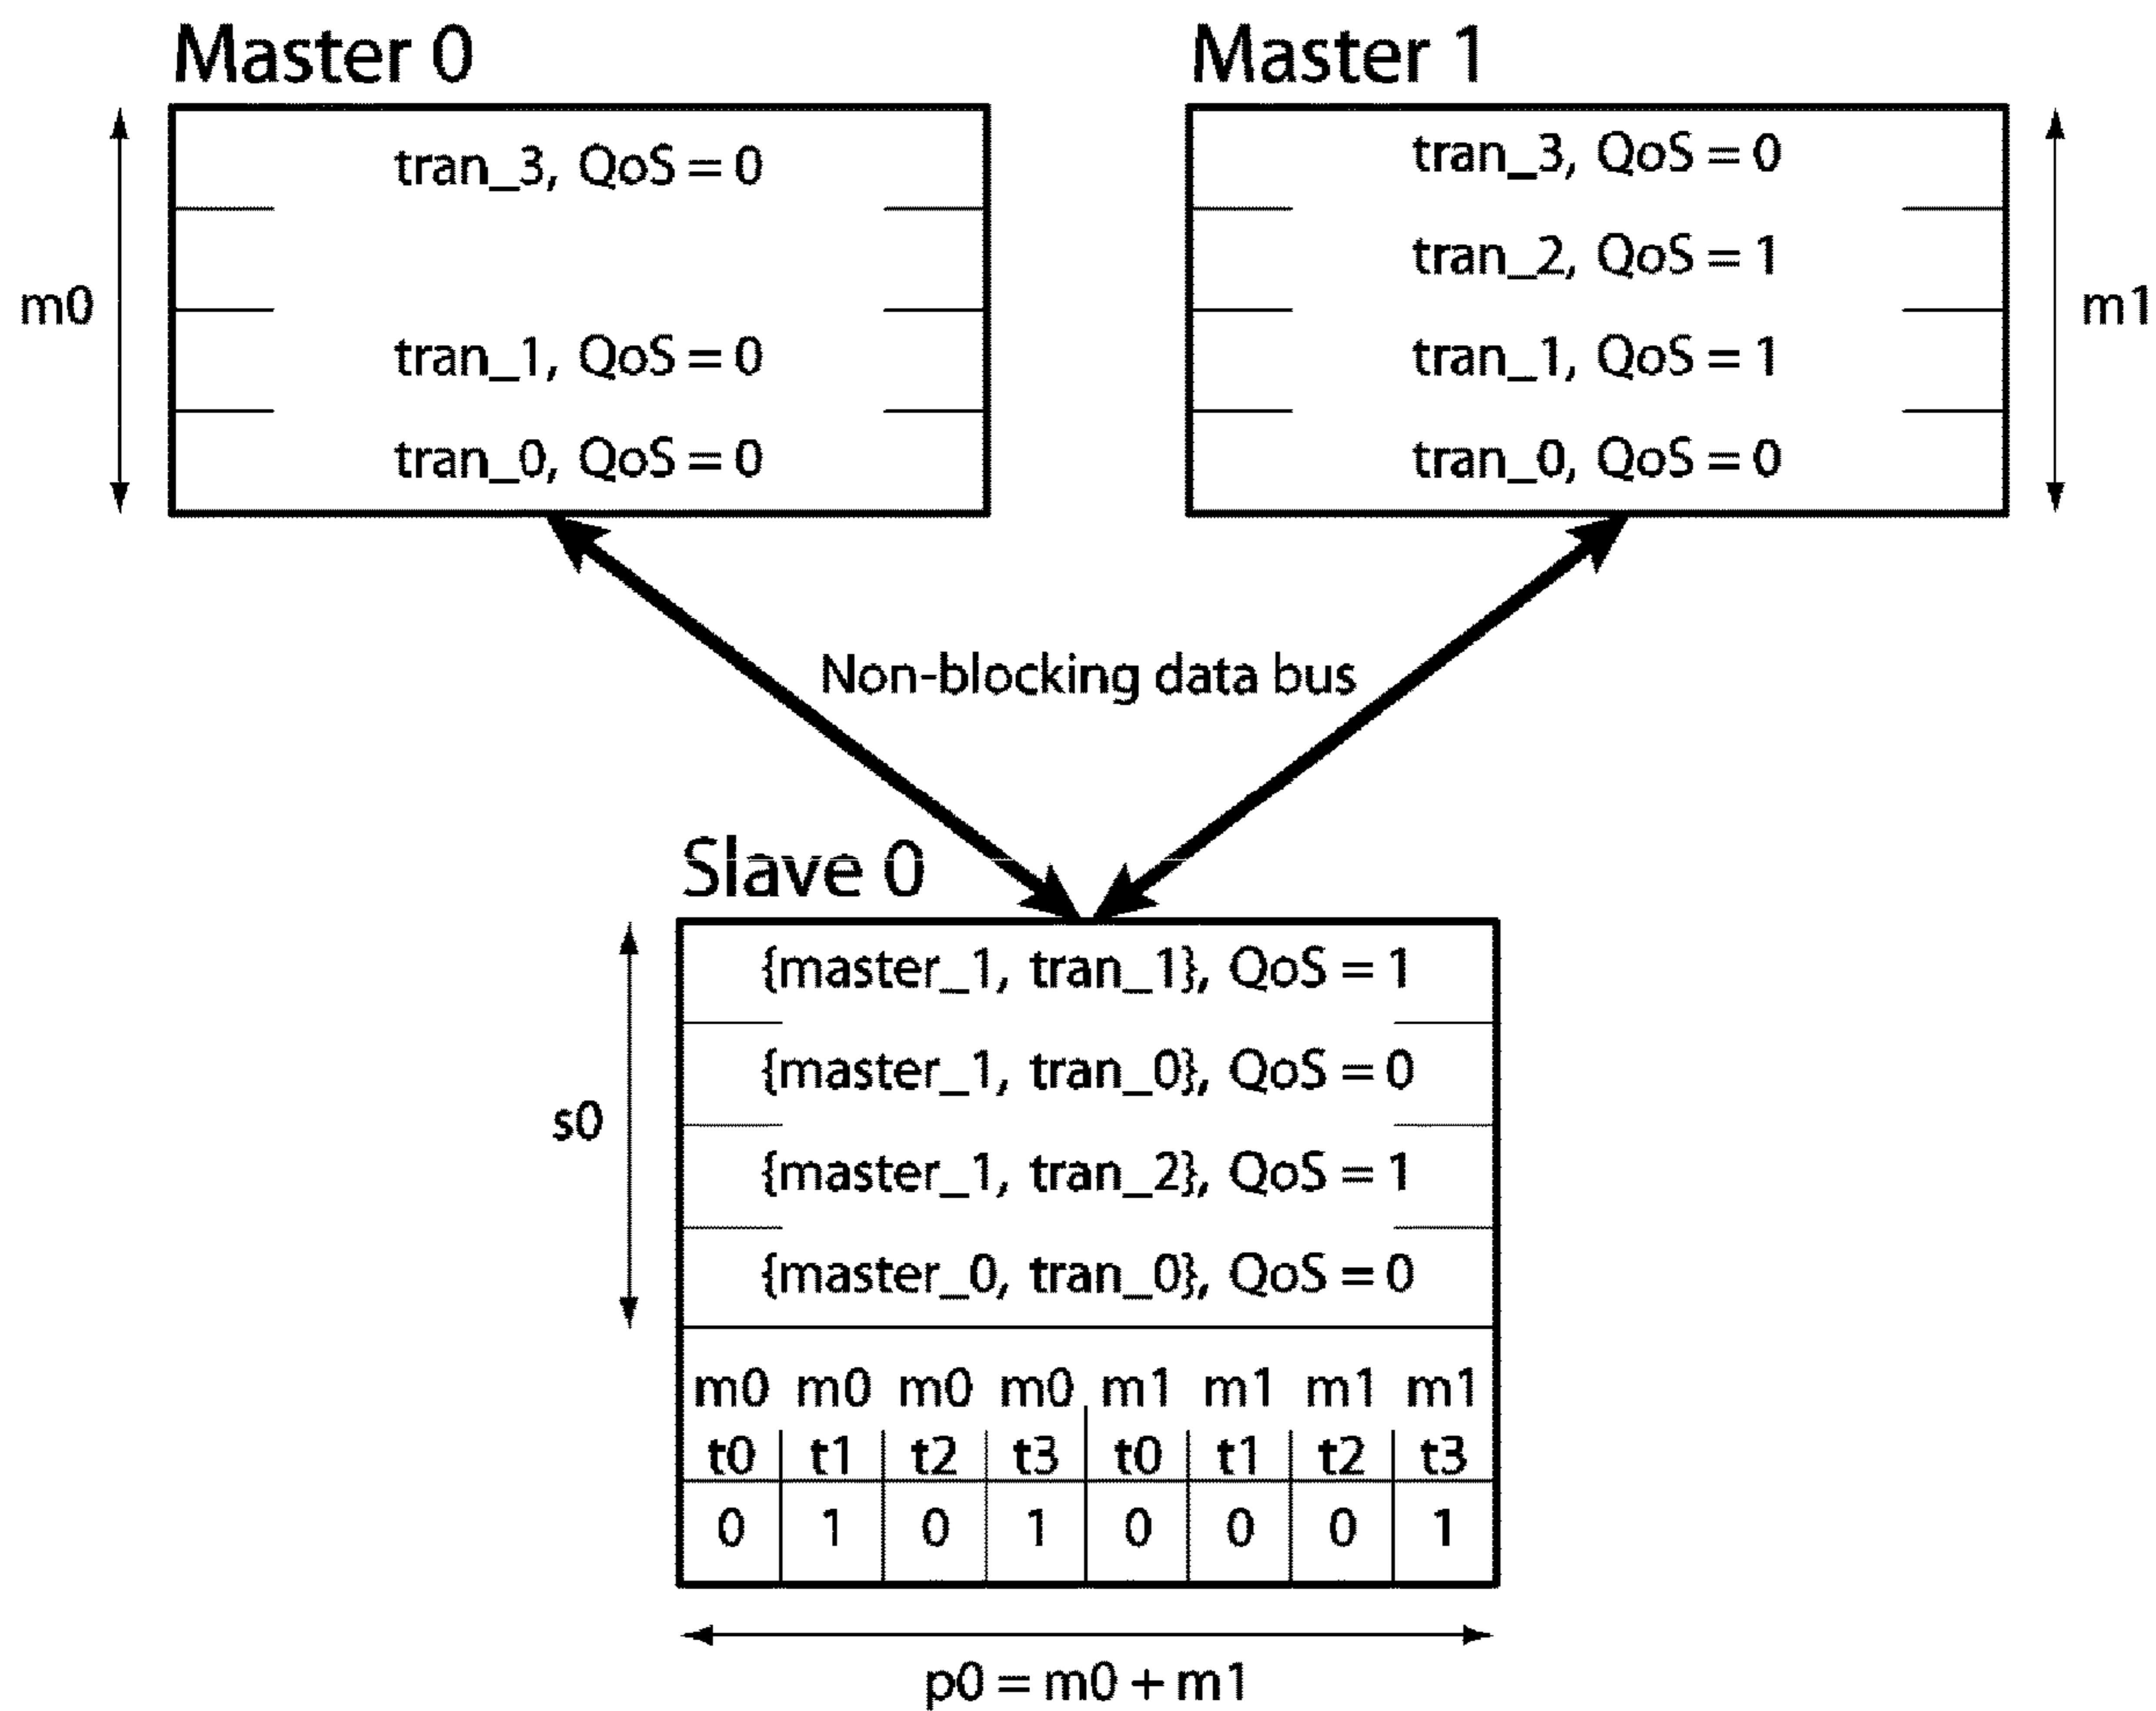 Master 0
Master 1
tran_3, QoS = 0
tran_1, QoS = 0
tran_0, QoS = 0
m0
tran_3, QoS = 0
tran_2, QoS = 1
tran_1, QoS = 1
tran_0, QoS = 0
m1
Non-blocking data bus
Slave 0
{master_1, tran_1}, QoS = 1
{master_1, tran_0}, QoS = 0
{master_1, tran_2}, QoS = 1
{master_0, tran_0}, QoS = 0
s0
m0 m0 m0 m0 m1 m1 m1 m1
t0 t1 t2 t3 t0 t1 t2 t3
0 1 0 1 0 0 0 1
p0 = m0 + m1